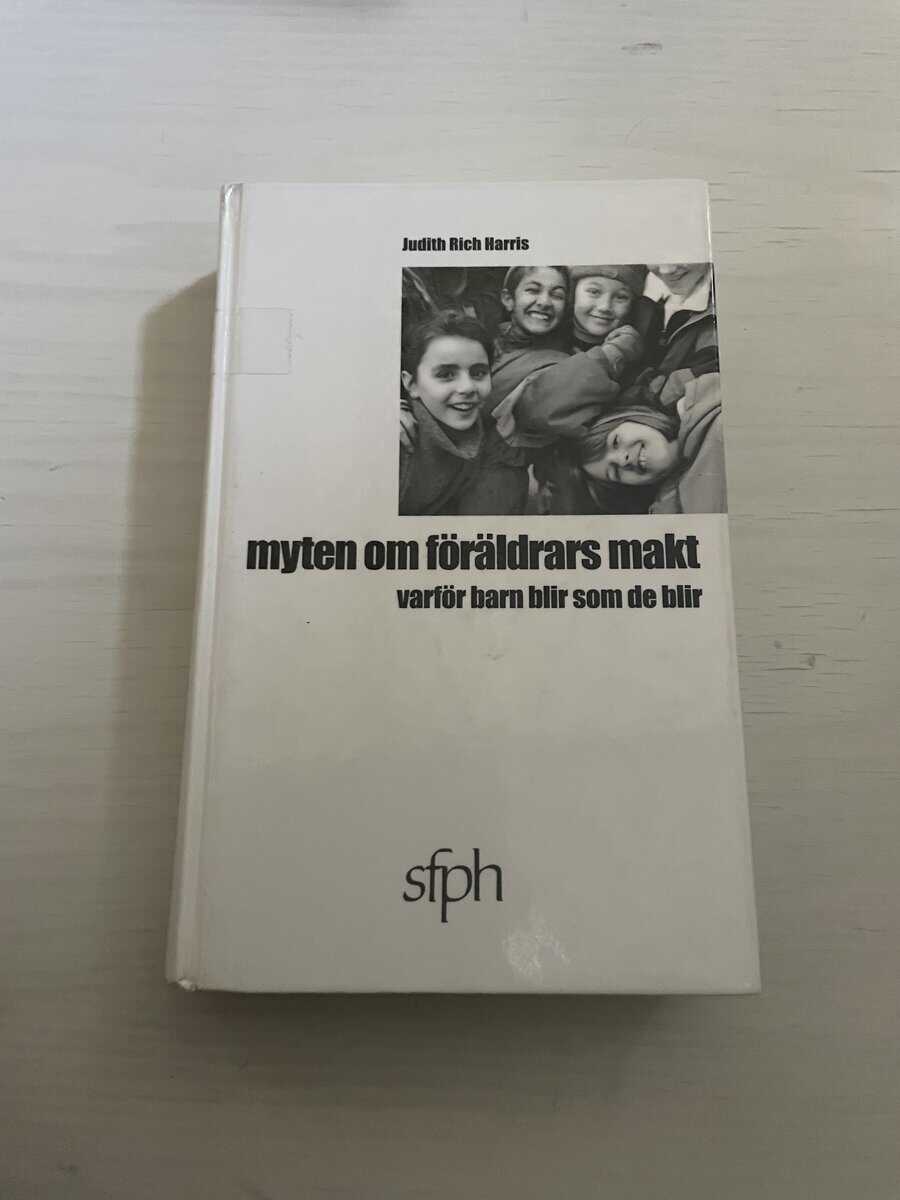 Judith Rich Harris
myten om föräldrars makt
varför barn blir som de blir
sfph